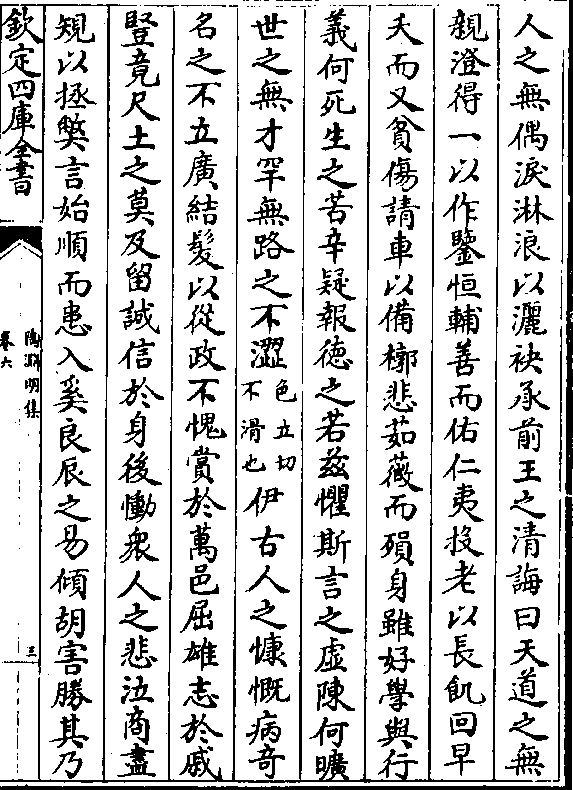 人之無偶淚淋浪以灑袂承前王之清誨曰天道之無
親澄得一以作鑒恒輔善而佑仁夷投老以長飢回早
夭而又貧傷請車以備槨悲茹薇而殞身雖好學與行
義何死生之苦辛疑報德之若茲懼斯言之虛陳何曠
世之無才罕無路之不澀色立切不滑也伊古人之慷慨病竒
名之不立廣結髮以從政不愧賞於萬邑屈雄志於戚
豎竟尺土之莫及留誠信於身後慟衆人之悲泣商盡
規以拯弊言始順而患入奚良辰之易傾胡害勝其乃
欽定四庫全書
陶淵明集
卷六
三